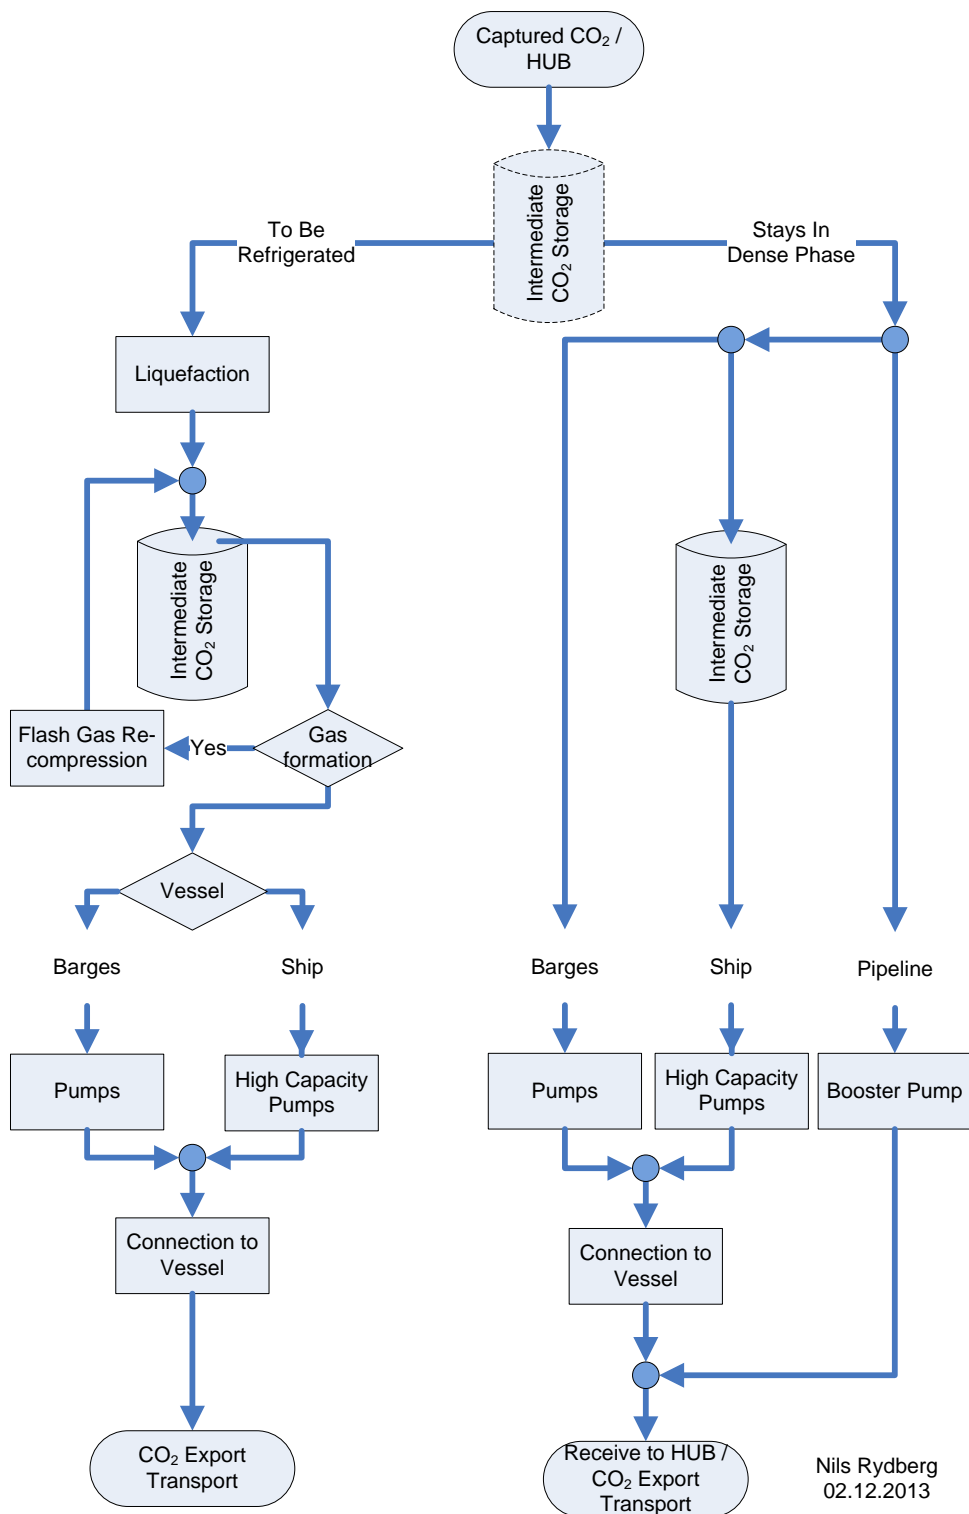 Captured CO₂ /
HUB
Intermediate
CO₂ Storage
To Be
Refrigerated
Stays In
Dense Phase
Liquefaction
Intermediate
CO₂ Storage
Intermediate
CO₂ Storage
Flash Gas Re-
compression
Yes
Gas
formation
Vessel
Barges
Ship
Barges
Ship
Pipeline
Pumps
High Capacity
Pumps
Pumps
High Capacity
Pumps
Booster Pump
Connection to
Vessel
Connection to
Vessel
CO₂ Export
Transport
Receive to HUB /
CO₂ Export
Transport
Nils Rydberg
02.12.2013